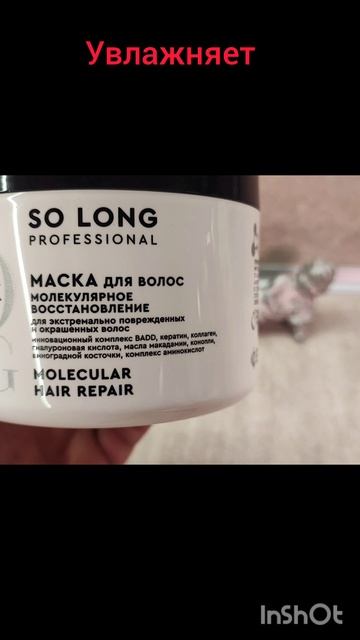 Увлажняет
SO LONG
PROFESSIONAL
МАСКА для волос
МОЛЕКУЛЯРНОЕ
ВОССТАНОВЛЕНИЕ
для экстремально поврежденных
и окрашенных волос
инновационный комплекс BADD, кератин, коллаген,
гиалуроновая кислота, масла макадамии, конопли,
виноградной косточки, комплекс аминокислот
MOLECULAR
HAIR REPAIR
InShOt